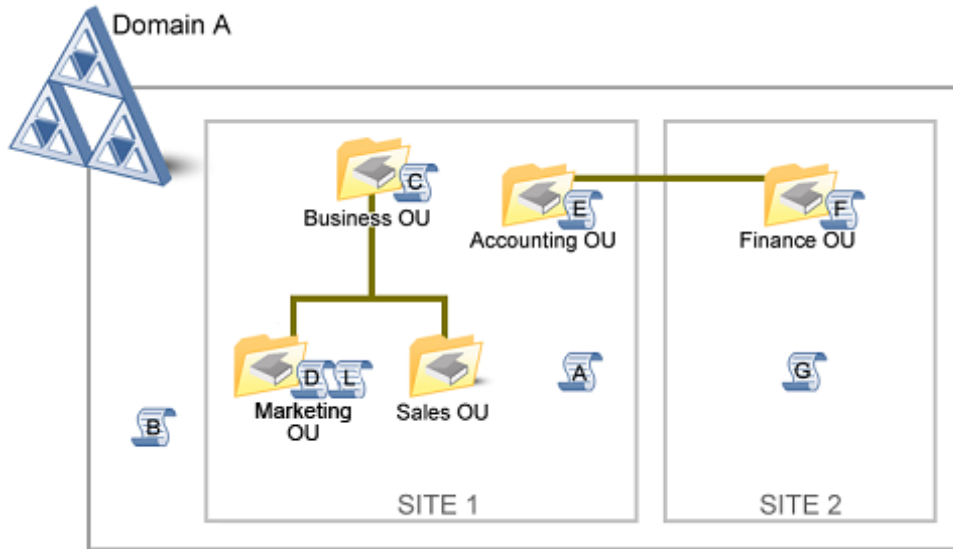 Domain A
C
Business OU
E
Accounting OU
F
Finance OU
D
L
Marketing
OU
Sales OU
A
G
B
SITE 1
SITE 2